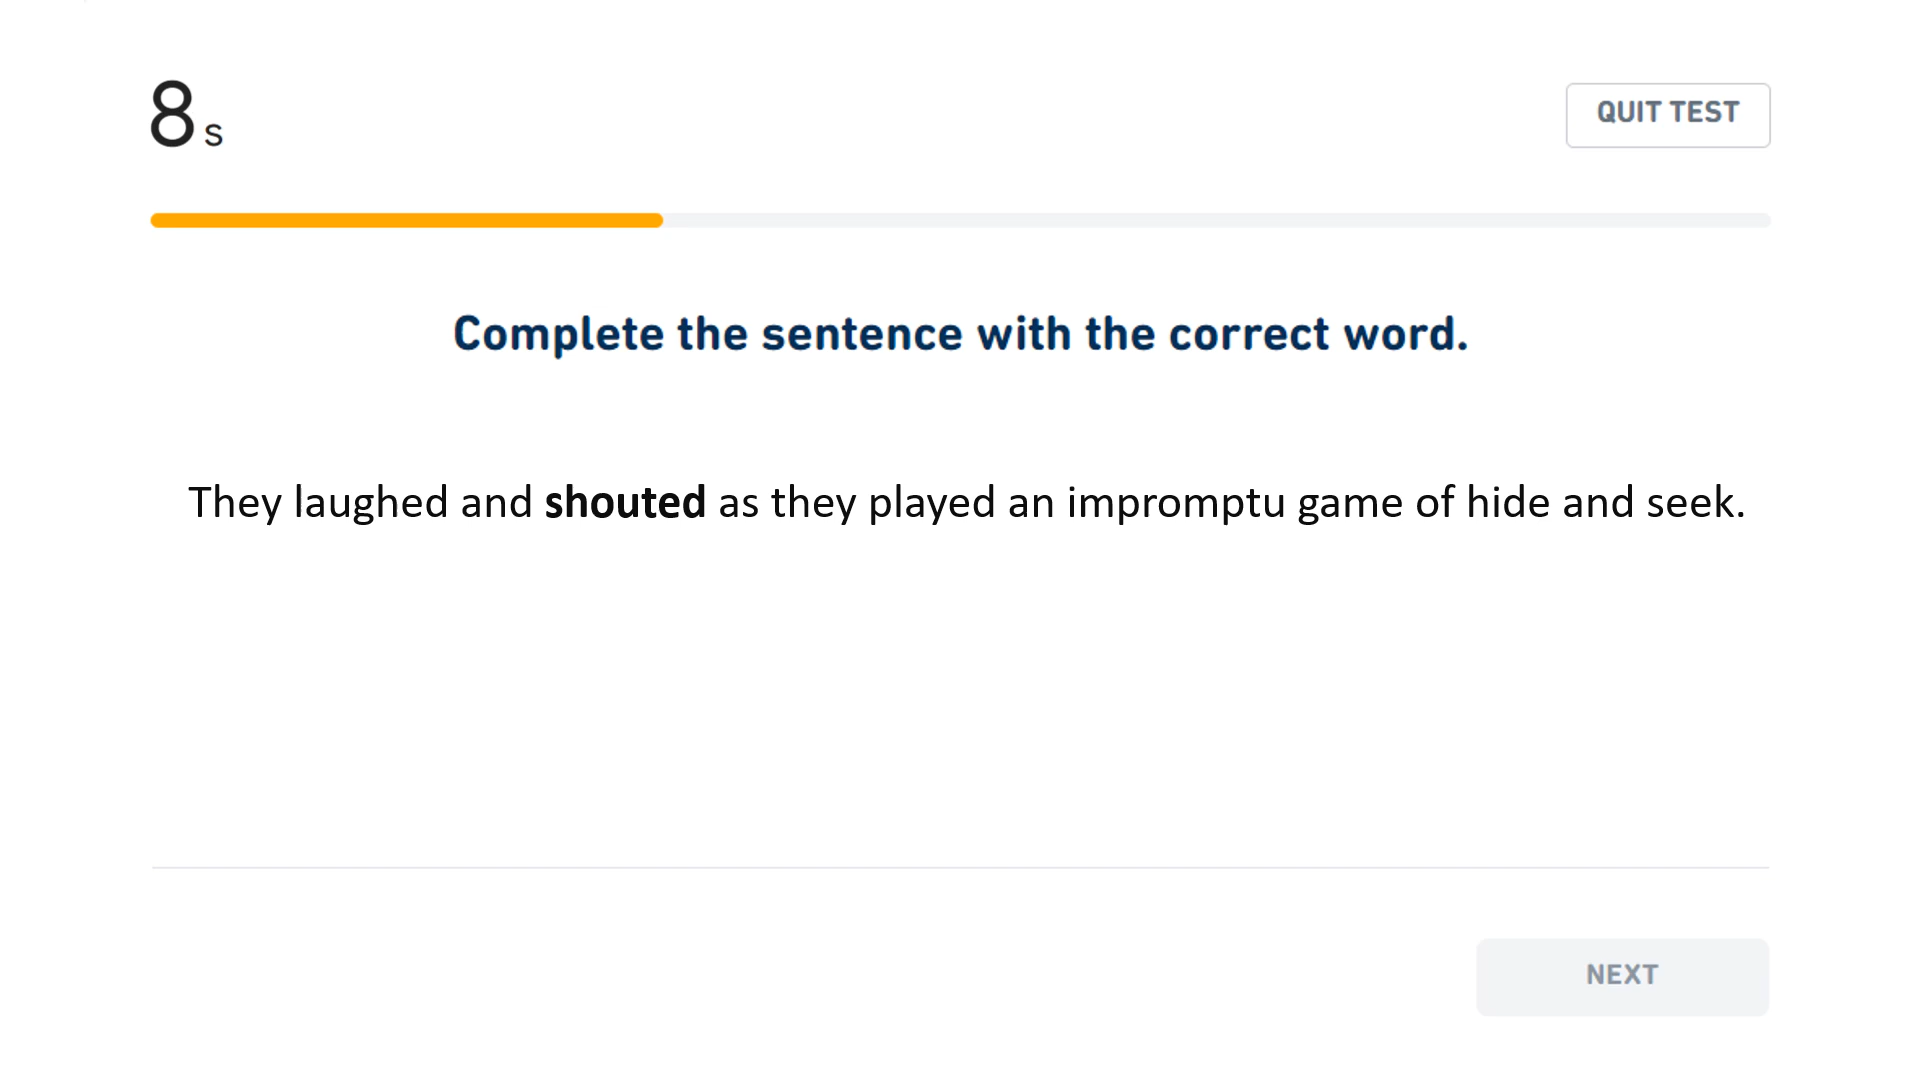 8 s
QUIT TEST
Complete the sentence with the correct word.
They laughed and shouted as they played an impromptu game of hide and seek.
NEXT